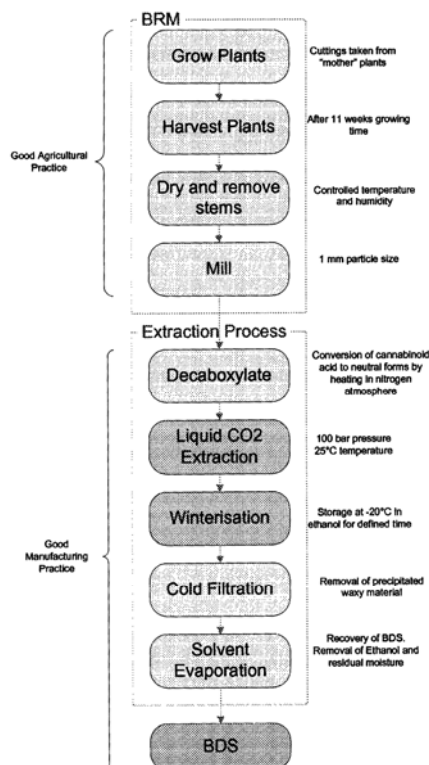 BRM
Grow Plants
Cuttings taken from
"mother" plants
Harvest Plants
After 11 weeks growing
time
Good Agricultural
Practice
Dry and remove
stems
Controlled temperature
and humidity
Mill
1 mm particle size
Extraction Process
Decaboxylate
Conversion of cannabinoid
acid to neutral forms by
heating in nitrogen
atmosphere
Liquid CO2
Extraction
100 bar pressure
25°C temperature
Winterisation
Storage at -20°C in
ethanol for defined time
Good
Manufacturing
Practice
Cold Filtration
Removal of precipitated
waxy material
Solvent
Evaporation
Recovery of BDS.
Removal of Ethanol and
residual moisture
BDS